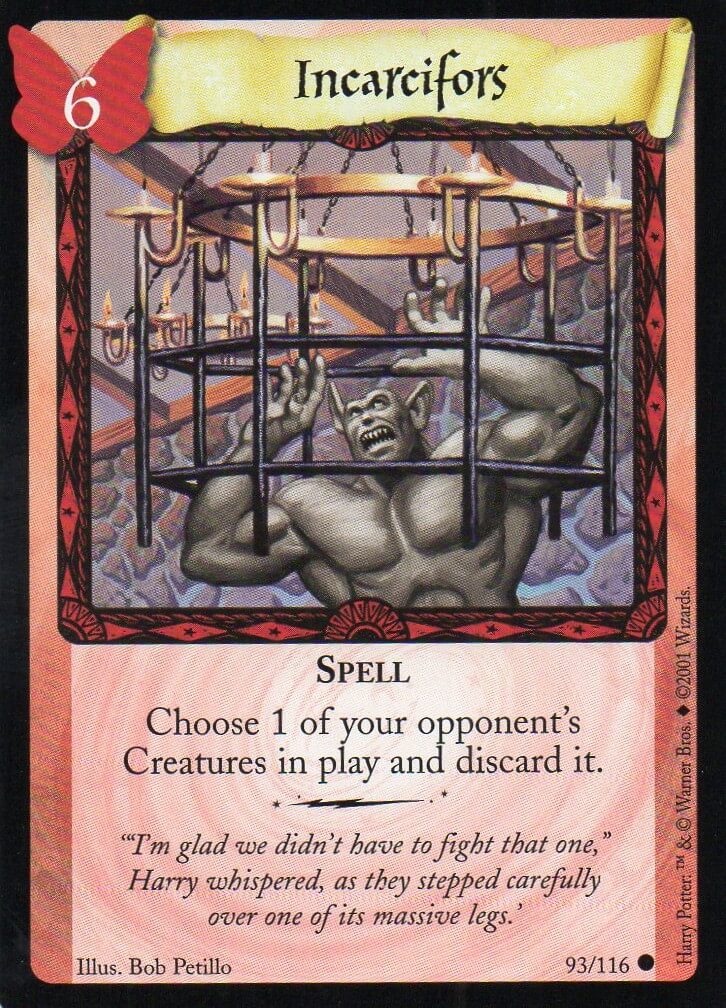 6
Incarcifors
SPELL
Choose 1 of your opponent's
Creatures in play and discard it.
“‘I’m glad we didn’t have to fight that one,”
Harry whispered, as they stepped carefully
over one of its massive legs.’
Illus. Bob Petillo
93/116 ●
Harry Potter: ™ & © Warner Bros. ◆ ©2001 Wizards.